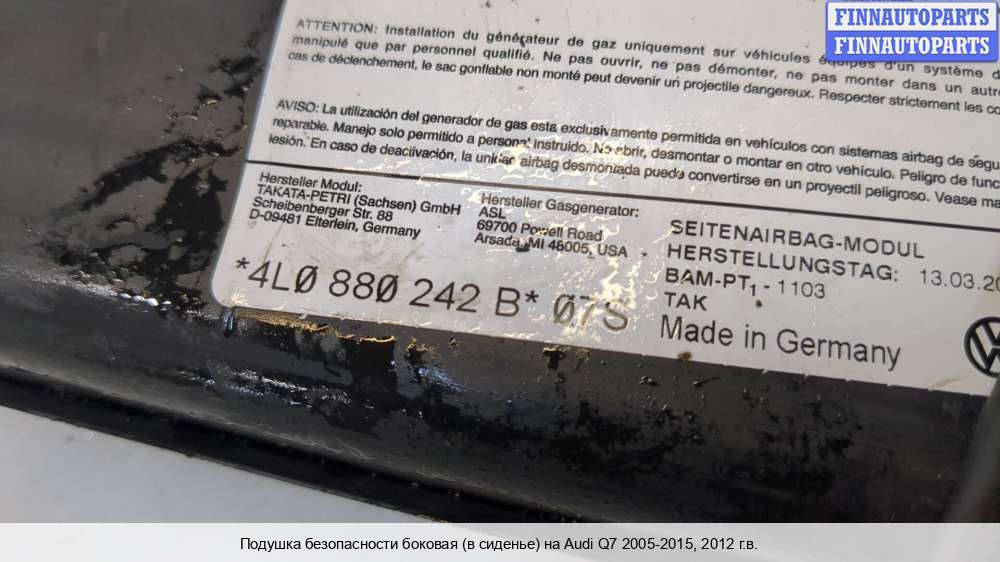 FINNAUTOPARTS
FINNAUTOPARTS
ATTENTION: Installation du générateur de gaz uniquement sur véhicules équipés d'un système
manipulé que par personnel qualifié. Ne pas ouvrir, ne pas démonter, ne pas monter dans un autre
cas de déclenchement, le sac gonflable non monté peut devenir un projectile dangereux. Respecter strictement les
AVISO: La utilización del generador de gas esta exclusivamente permitida en vehículos con sistemas airbag de
reparable. Manejo solo permitido a personal instruido. No abrir, desmontar o montar en otro vehículo. Peligro de
lesión. En caso de deactivación, la unidad airbag desmontada puede convertirse en un proyectil peligroso. Vease
Hersteller Modul:
TAKATA-PETRI (Sachsen) GmbH
Scheibenberger Str. 88
D-09481 Elterlein, Germany
Hersteller Gasgenerator:
ASL
69700 Powell Road
Armada, MI 48005, USA
SEITENAIRBAG-MODUL
HERSTELLUNGSTAG: 13.03.20
BAM-PT1 - 1103
TAK
*4L0 880 242 B* 07S
Made in Germany
Подушка безопасности боковая (в сиденье) на Audi Q7 2005-2015, 2012 г.в.